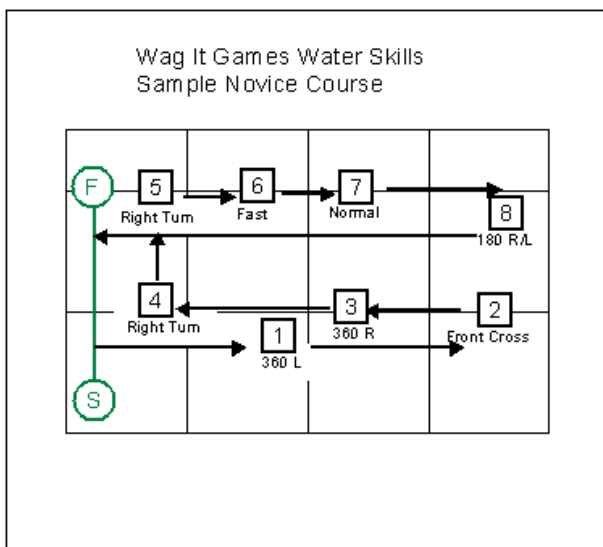 Wag It Games Water Skills
Sample Novice Course
F
5
6
7
8
Right Turn
Fast
Normal
180 R/L
4
3
2
Right Turn
360 R
Front Cross
1
360 L
S